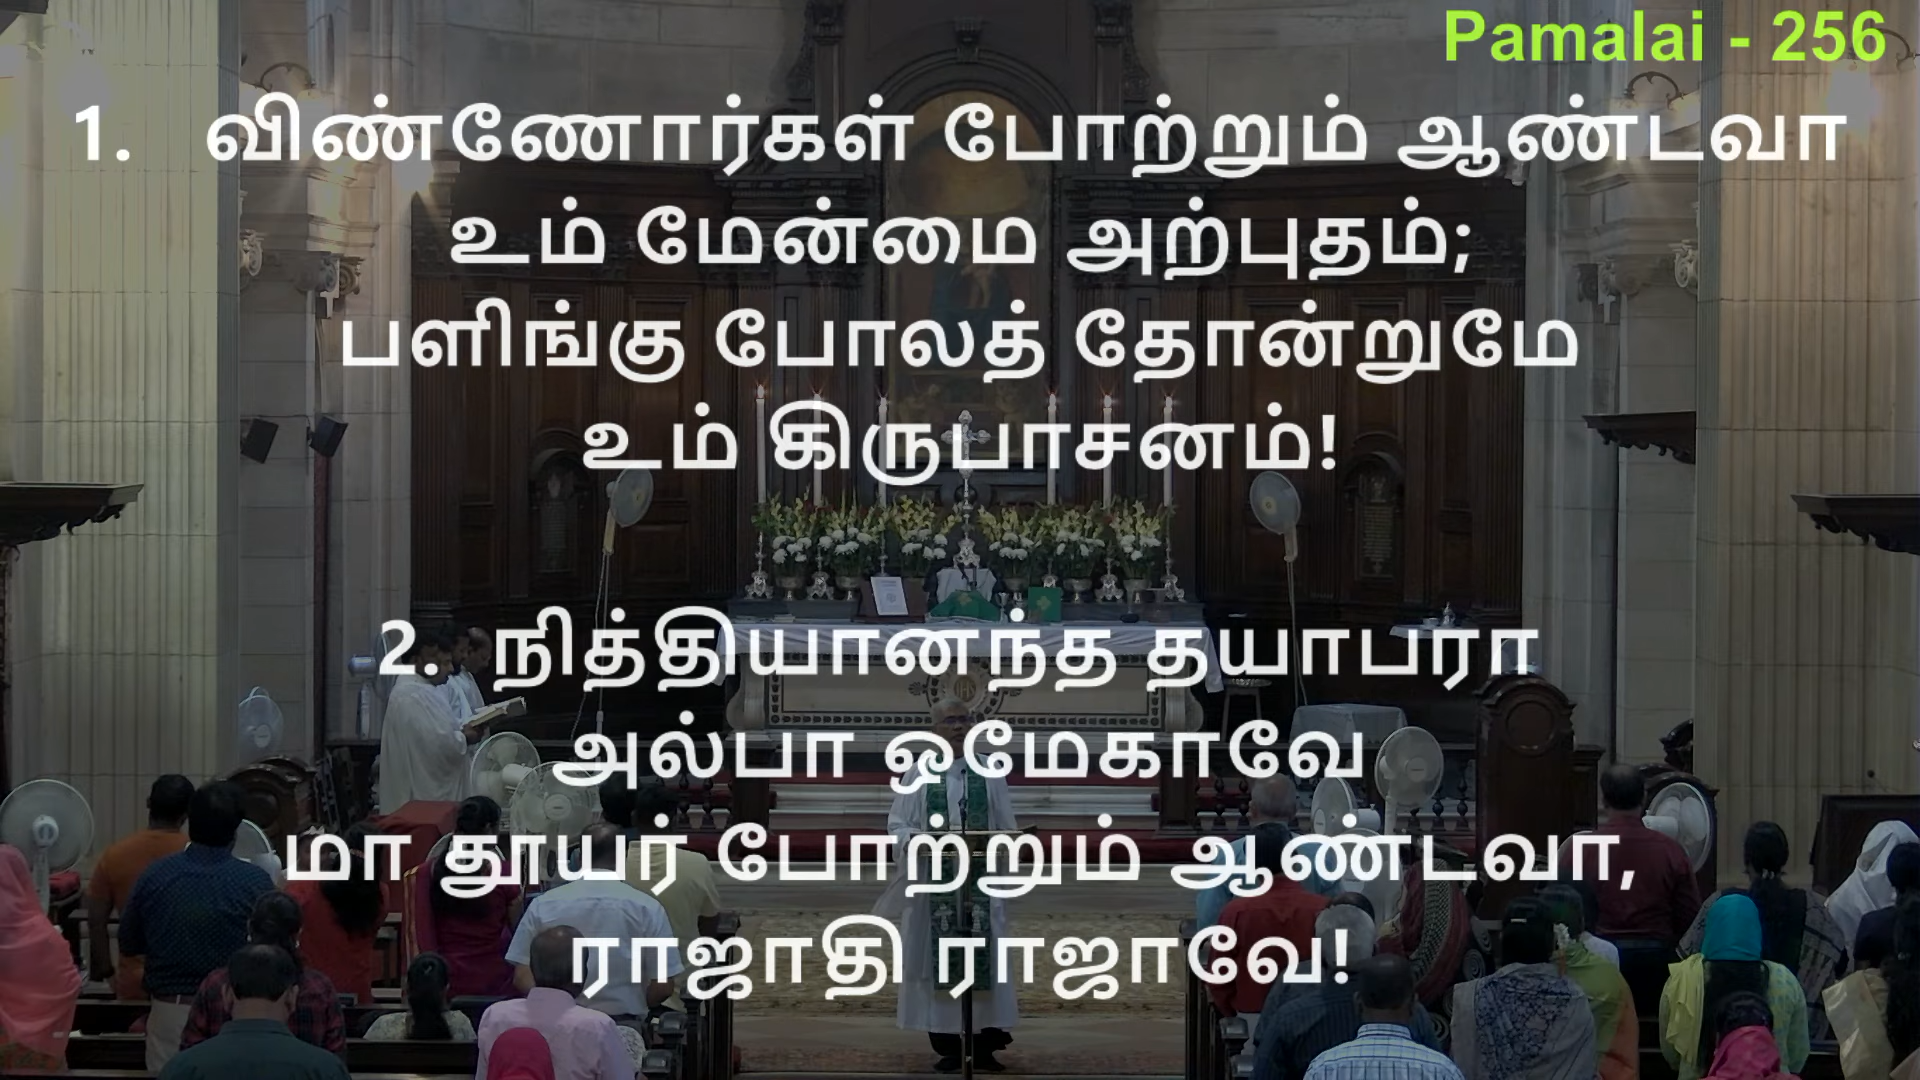 Pamalai - 256
1. விண்ணோர்கள் போற்றும் ஆண்டவா
உம் மேன்மை அற்புதம்;
பளிங்கு போலத் தோன்றுமே
உம் கிருபாசனம்!
2. நித்தியானந்த தயாபரா
அல்பா ஒமேகாவே
மா தூயர் போற்றும் ஆண்டவா,
ராஜாதி ராஜாவே!